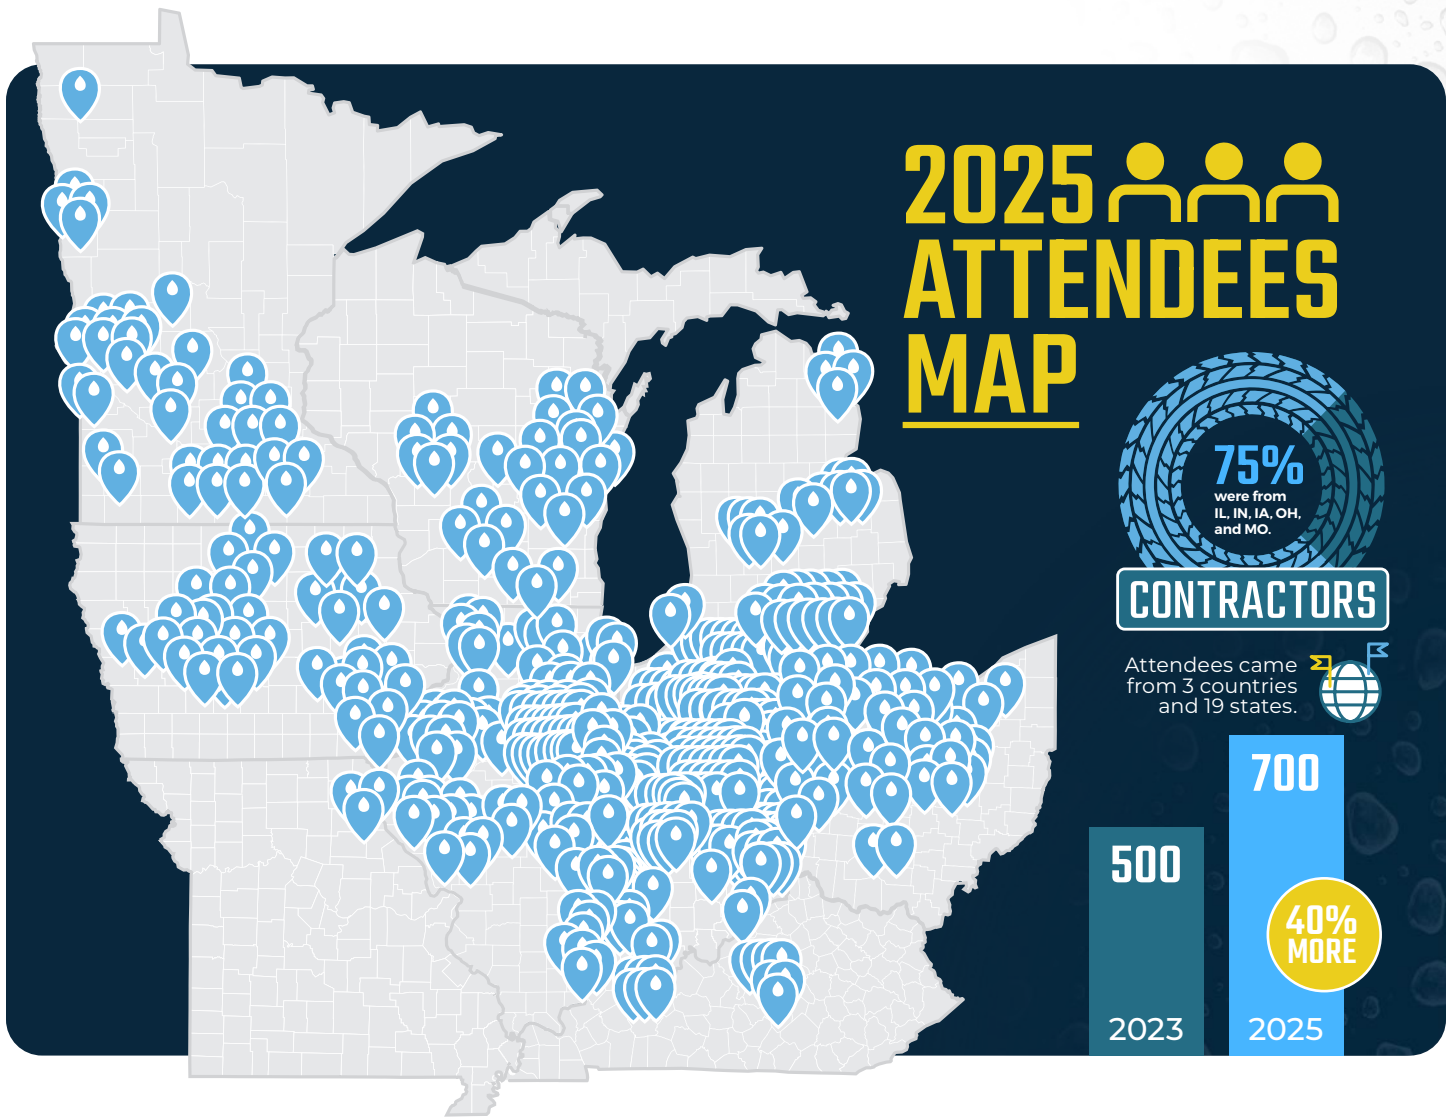 2025
ATTENDEES
MAP
75%
were from
IL, IN, IA, OH,
and MO.
CONTRACTORS
Attendees came
from 3 countries
and 19 states.
700
500
40%
MORE
2023
2025